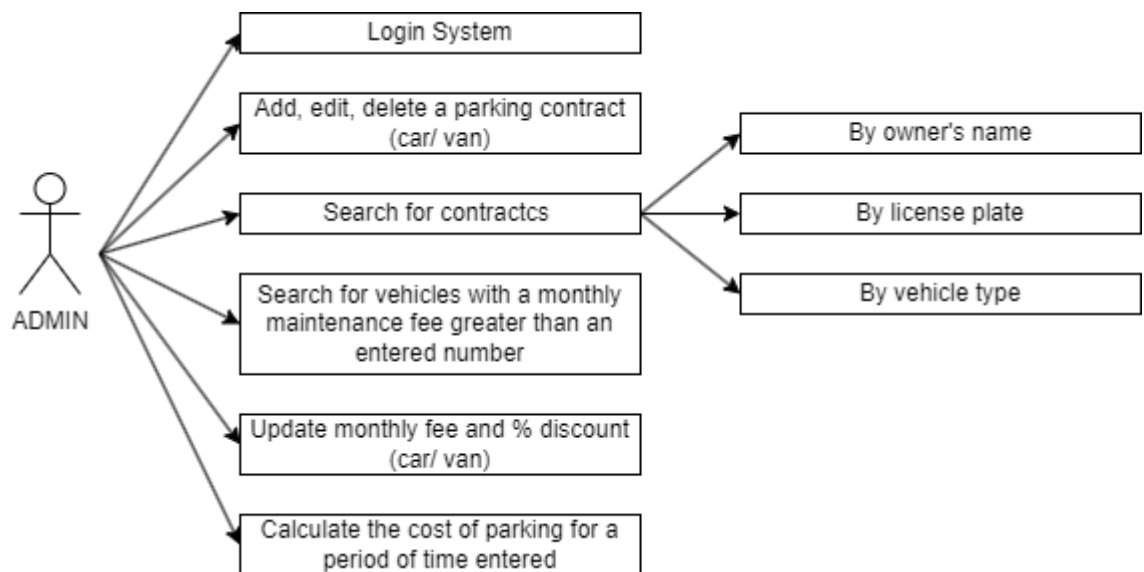 Login System
Add, edit, delete a parking contract
(car/ van)
By owner's name
Search for contractcs
By license plate
By vehicle type
ADMIN
Search for vehicles with a monthly
maintenance fee greater than an
entered number
Update monthly fee and % discount
(car/ van)
Calculate the cost of parking for a
period of time entered